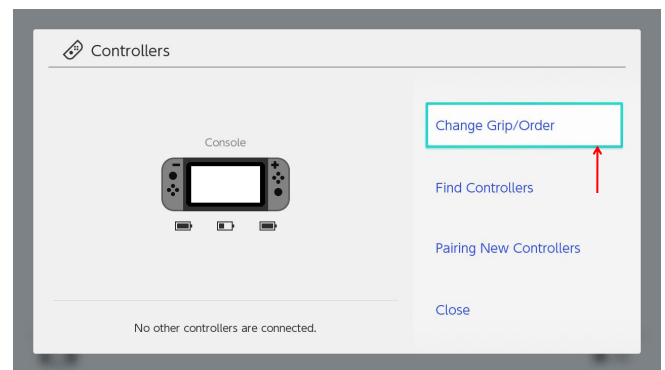 Controllers
Console
No other controllers are connected.
Change Grip/Order
Find Controllers
Pairing New Controllers
Close